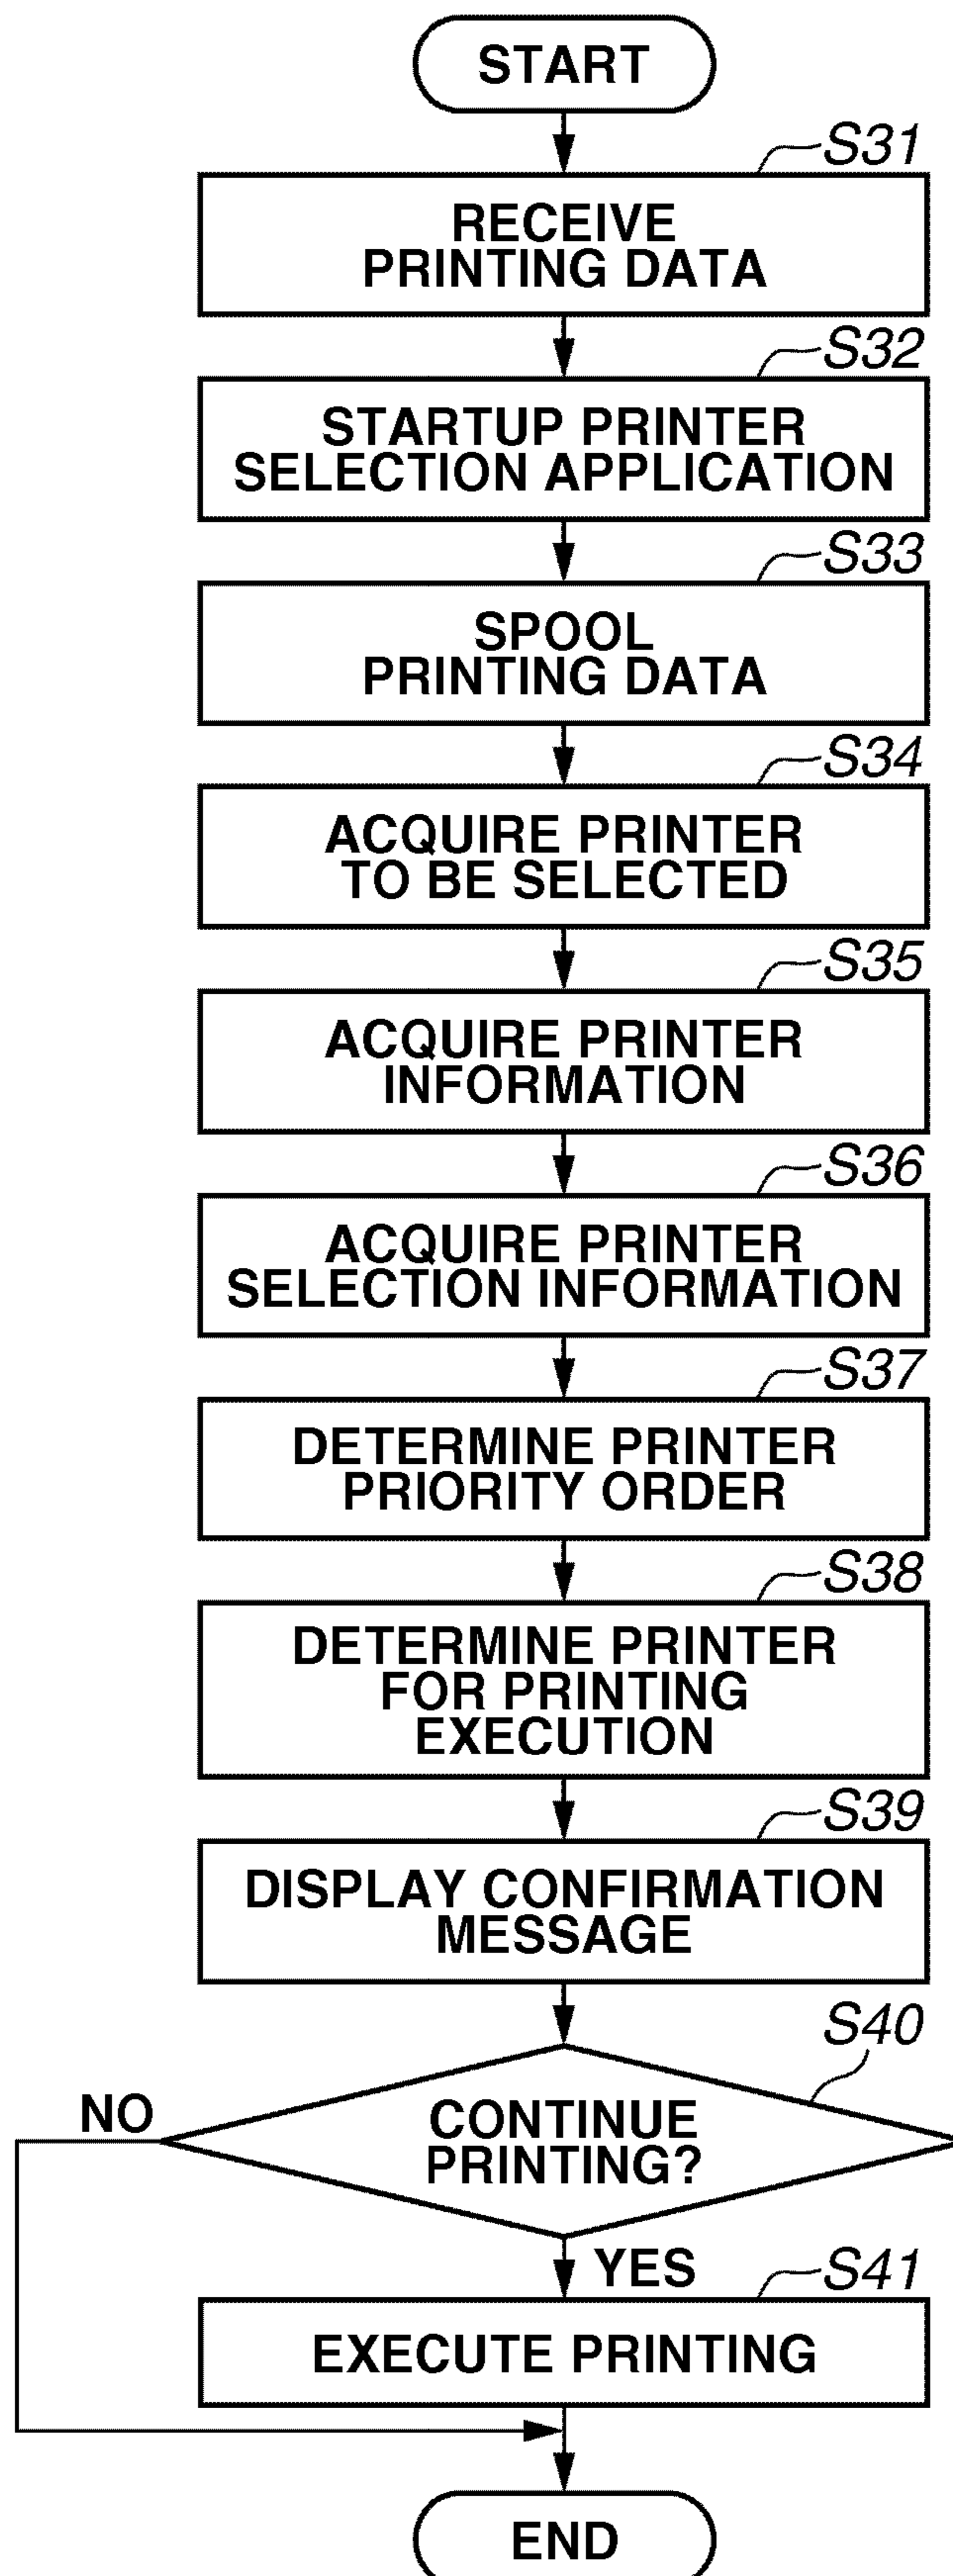 START
S31
RECEIVE
PRINTING DATA
S32
STARTUP PRINTER
SELECTION APPLICATION
S33
SPOOL
PRINTING DATA
S34
ACQUIRE PRINTER
TO BE SELECTED
S35
ACQUIRE PRINTER
INFORMATION
S36
ACQUIRE PRINTER
SELECTION INFORMATION
S37
DETERMINE PRINTER
PRIORITY ORDER
S38
DETERMINE PRINTER
FOR PRINTING
EXECUTION
S39
DISPLAY CONFIRMATION
MESSAGE
S40
NO
CONTINUE
PRINTING?
YES
S41
EXECUTE PRINTING
END